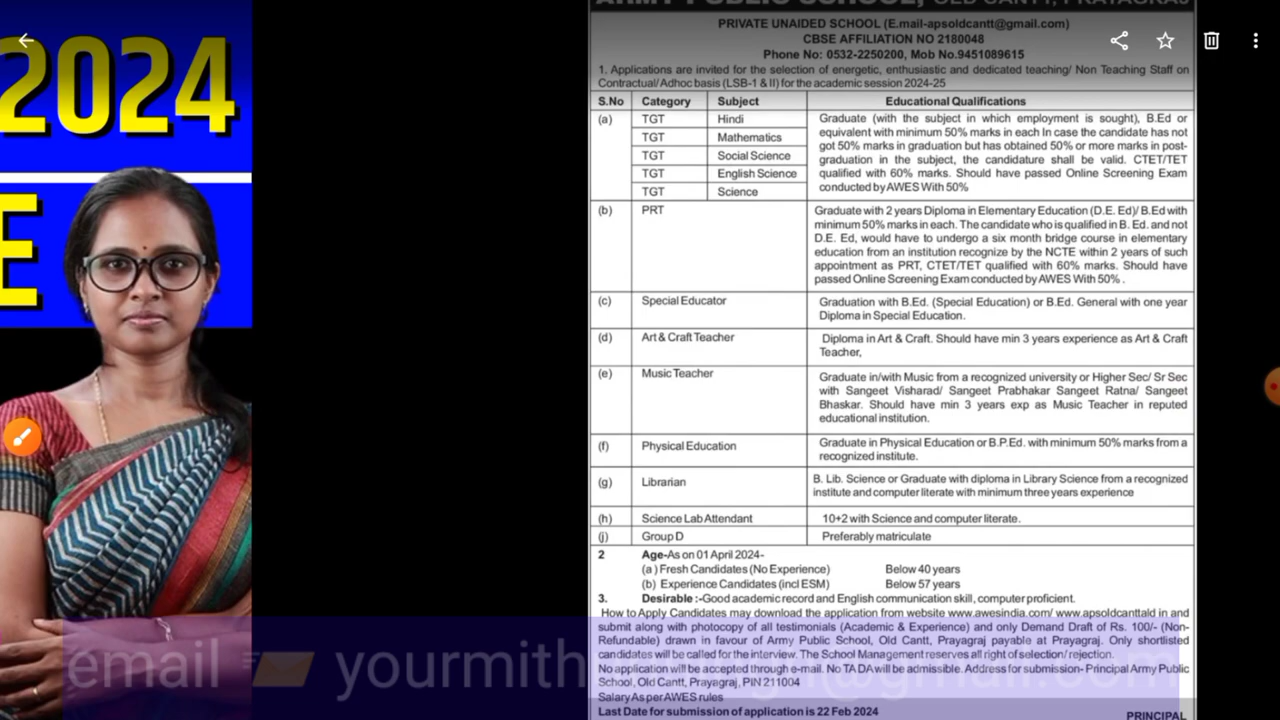 2024
E
ARMY PUBLIC SCHOOL, OLD CANTT, PRAYAGRAJ
PRIVATE UNAIDED SCHOOL (E.mail-apsoldcantt@gmail.com)
CBSE AFFILIATION NO 2180048
Phone No: 0532-2250200, Mob No.9451089615
1. Applications are invited for the selection of energetic, enthusiastic and dedicated teaching/ Non Teaching Staff on
Contractual/Adhoc basis (LSB-1 & II) for the academic session 2024-25
S.No Category Subject Educational Qualifications
(a) TGT Hindi
TGT Mathematics
TGT Social Science
TGT English Science
TGT Science
Graduate (with the subject in which employment is sought), B.Ed or
equivalent with minimum 50% marks in each In case the candidate has not
got 50% marks in graduation but has obtained 50% or more marks in post-
graduation in the subject, the candidature shall be valid. CTET/TET
qualified with 60% marks. Should have passed Online Screening Exam
conducted by AWES With 50%
(b) PRT
Graduate with 2 years Diploma in Elementary Education (D.E. Ed)/ B.Ed with
minimum 50% marks in each. The candidate who is qualified in B. Ed. and not
D.E. Ed, would have to undergo a six month bridge course in elementary
education from an institution recognize by the NCTE within 2 years of such
appointment as PRT, CTET/TET qualified with 60% marks. Should have
passed Online Screening Exam conducted by AWES With 50% .
(c) Special Educator
Graduation with B.Ed. (Special Education) or B.Ed. General with one year
Diploma in Special Education.
(d) Art & Craft Teacher
Diploma in Art & Craft. Should have min 3 years experience as Art & Craft
Teacher,
(e) Music Teacher
Graduate in/with Music from a recognized university or Higher Sec/ Sr Sec
with Sangeet Visharad/ Sangeet Prabhakar Sangeet Ratna/ Sangeet
Bhaskar. Should have min 3 years exp as Music Teacher in reputed
educational institution.
(f) Physical Education
Graduate in Physical Education or B.P.Ed. with minimum 50% marks from a
recognized institute.
(g) Librarian
B. Lib. Science or Graduate with diploma in Library Science from a recognized
institute and computer literate with minimum three years experience
(h) Science Lab Attendant 10+2 with Science and computer literate.
(j) Group D Preferably matriculate
2 Age-As on 01 April 2024-
(a ) Fresh Candidates (No Experience) Below 40 years
(b) Experience Candidates (incl ESM) Below 57 years
3. Desirable :-Good academic record and English communication skill, computer proficient.
How to Apply Candidates may download the application from website www.awesindia.com/ www.apsoldcanttald in and
submit along with photocopy of all testimonials (Academic & Experience) and only Demand Draft of Rs. 100/- (Non-
Refundable) drawn in favour of Army Public School, Old Cantt, Prayagraj payable at Prayagraj. Only shortlisted
candidates will be called for the interview. The School Management reserves all right of selection/ rejection.
No application will be accepted through e-mail. No TA DA will be admissible. Address for submission- Principal Army Public
School, Old Cantt, Prayagraj, PIN 211004
Salary As per AWES rules
Last Date for submission of application is 22 Feb 2024
PRINCIPAL
email yourmith @gmail.com